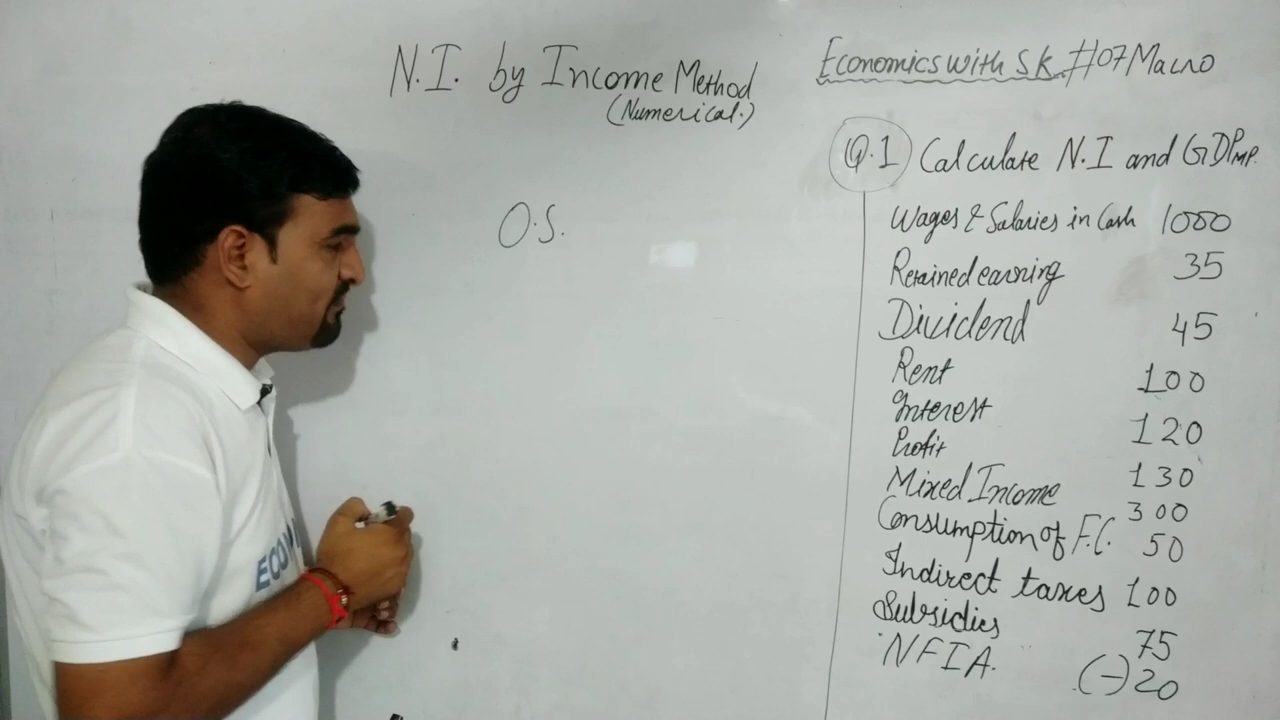 N.I. by Income Method
(Numerical.)
Economics with S.K. #07 Macro
Q.1 Calculate N.I and GDPMP.
O.S.
Wages & Salaries in Cash 1000
Retained earning 35
Dividend 45
Rent 100
Interest 120
Profit 130
Mixed Income 300
Consumption of F.C. 50
Indirect taxes 100
Subsidies 75
NFIA. (-) 20
ECON